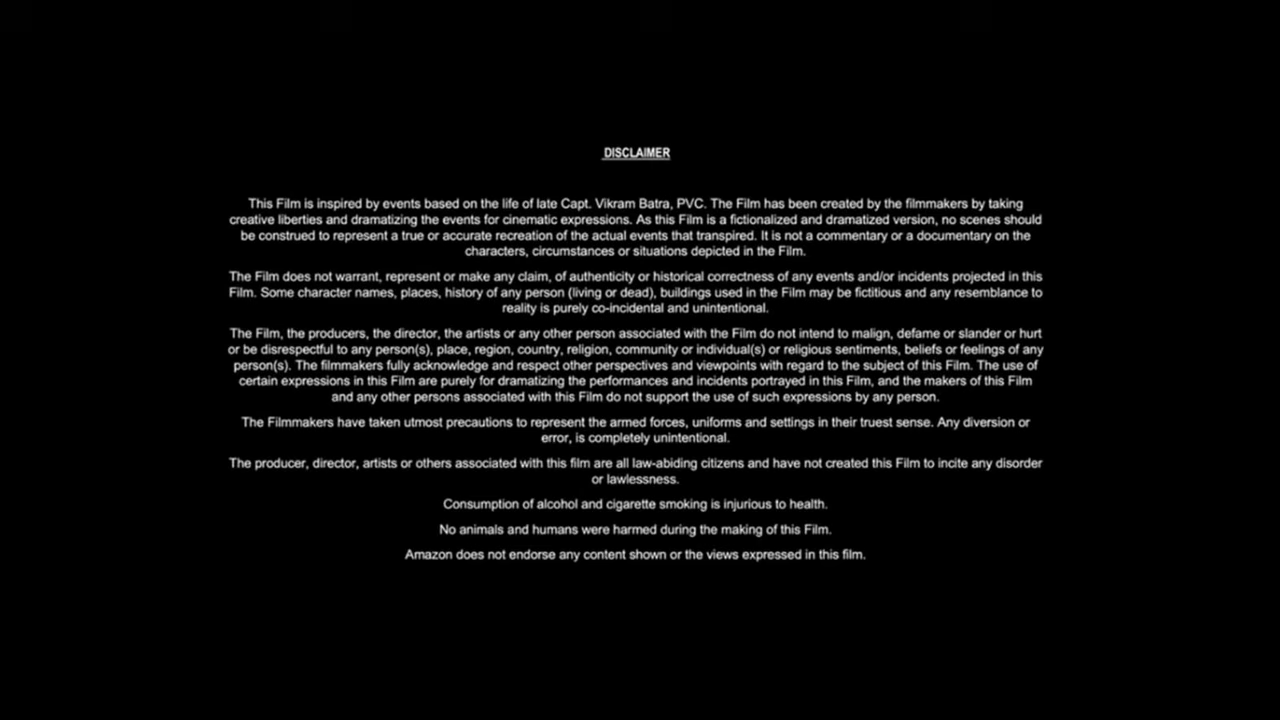 DISCLAIMER
This Film is inspired by events based on the life of late Capt. Vikram Batra, PVC. The Film has been created by the filmmakers by taking
creative liberties and dramatizing the events for cinematic expressions. As this Film is a fictionalized and dramatized version, no scenes should
be construed to represent a true or accurate recreation of the actual events that transpired. It is not a commentary or a documentary on the
characters, circumstances or situations depicted in the Film.
The Film does not warrant, represent or make any claim, of authenticity or historical correctness of any events and/or incidents projected in this
Film. Some character names, places, history of any person (living or dead), buildings used in the Film may be fictitious and any resemblance to
reality is purely co-incidental and unintentional.
The Film, the producers, the director, the artists or any other person associated with the Film do not intend to malign, defame or slander or hurt
or be disrespectful to any person(s), place, region, country, religion, community or individual(s) or religious sentiments, beliefs or feelings of any
person(s). The filmmakers fully acknowledge and respect other perspectives and viewpoints with regard to the subject of this Film. The use of
certain expressions in this Film are purely for dramatizing the performances and incidents portrayed in this Film, and the makers of this Film
and any other persons associated with this Film do not support the use of such expressions by any person.
The Filmmakers have taken utmost precautions to represent the armed forces, uniforms and settings in their truest sense. Any diversion or
error, is completely unintentional.
The producer, director, artists or others associated with this film are all law-abiding citizens and have not created this Film to incite any disorder
or lawlessness.
Consumption of alcohol and cigarette smoking is injurious to health.
No animals and humans were harmed during the making of this Film.
Amazon does not endorse any content shown or the views expressed in this film.